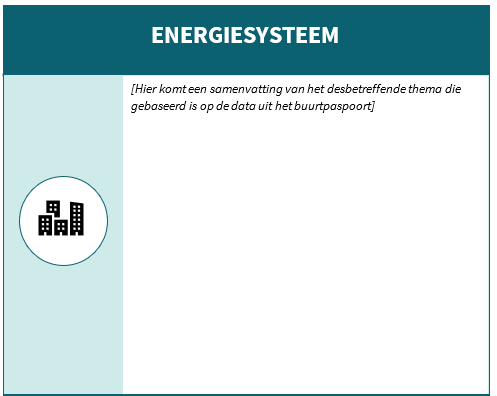 ENERGIESYSTEEM
[Hier komt een samenvatting van het desbetreffende thema die
gebaseerd is op de data uit het buurtpaspoort]